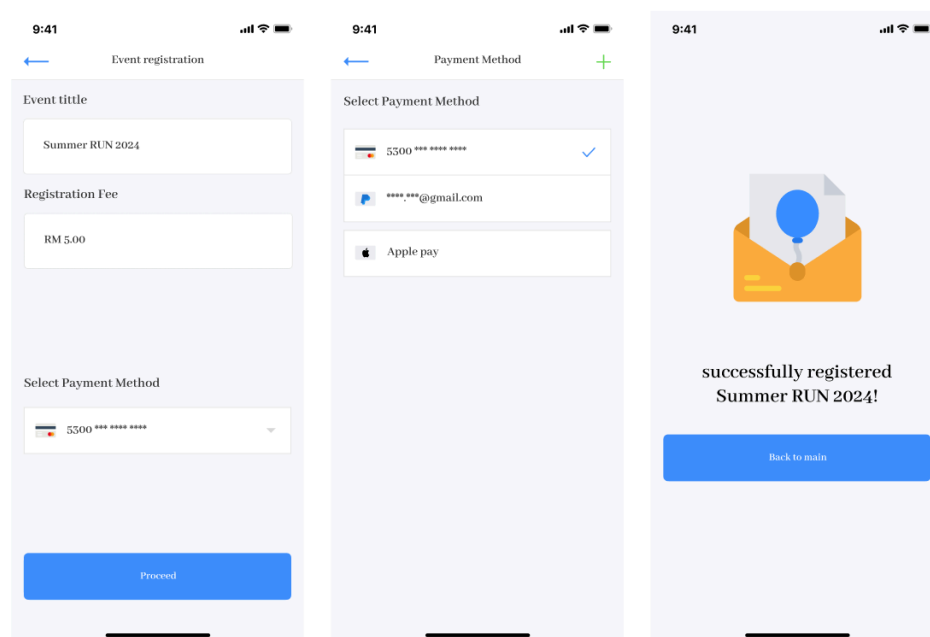 9:41
Event registration
Event tittle
Summer RUN 2024
Registration Fee
RM 5.00
Select Payment Method
5300 *** **** ****
Proceed
9:41
Payment Method
Select Payment Method
5300 *** **** ****
****.***@gmail.com
Apple pay
9:41
successfully registered
Summer RUN 2024!
Back to main